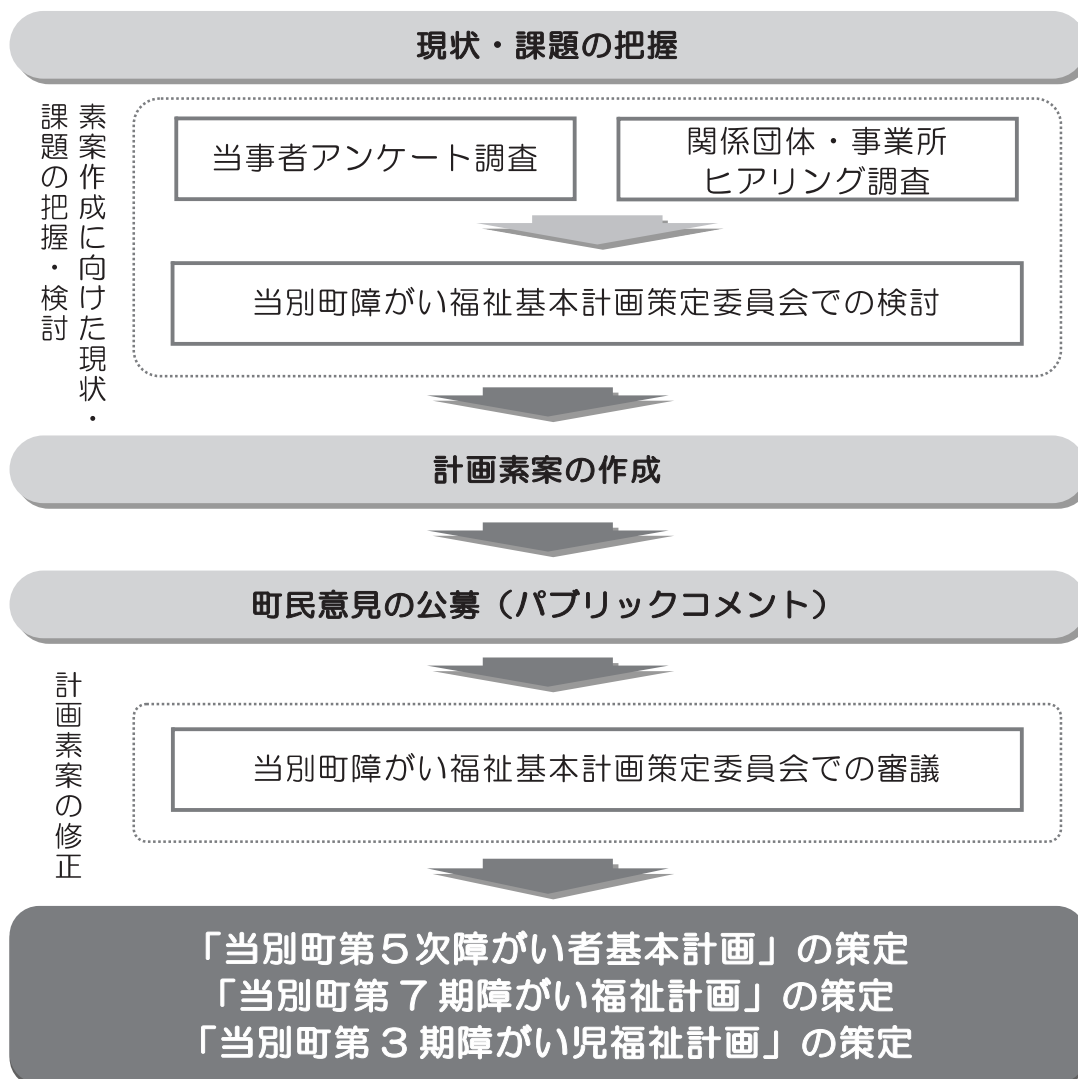 現状・課題の把握
素案作成に向けた現状・
課題の把握・検討
当事者アンケート調査
関係団体・事業所
ヒアリング調査
当別町障がい福祉基本計画策定委員会での検討
計画素案の作成
町民意見の公募（パブリックコメント）
計画素案の修正
当別町障がい福祉基本計画策定委員会での審議
「当別町第５次障がい者基本計画」の策定
「当別町第７期障がい福祉計画」の策定
「当別町第３期障がい児福祉計画」の策定